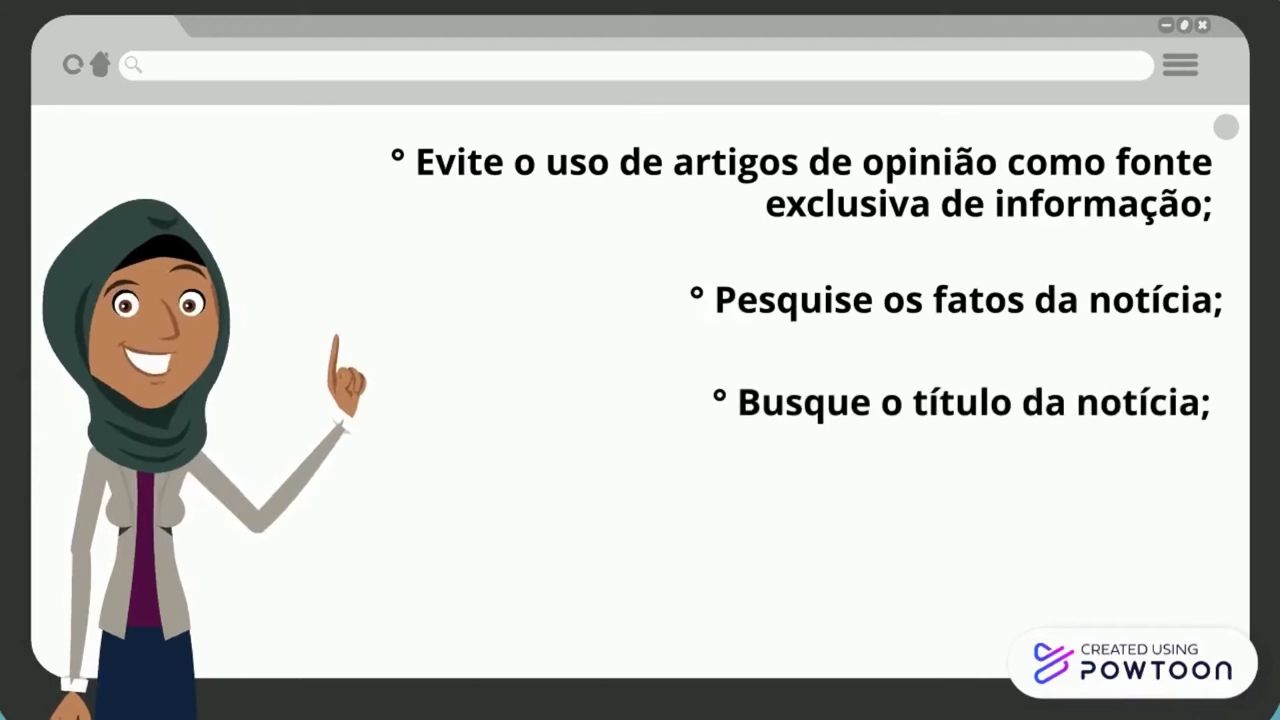 ° Evite o uso de artigos de opinião como fonte
exclusiva de informação;
° Pesquise os fatos da notícia;
° Busque o título da notícia;
CREATED USING
POWTOON